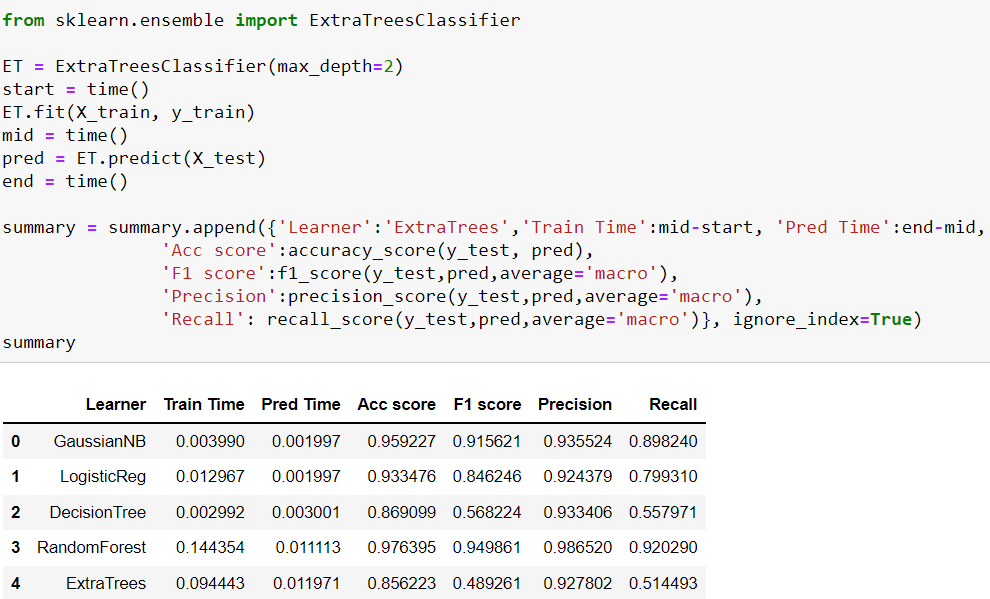 from sklearn.ensemble import ExtraTreesClassifier
ET = ExtraTreesClassifier(max_depth=2)
start = time()
ET.fit(X_train, y_train)
mid = time()
pred = ET.predict(X_test)
end = time()
summary = summary.append({'Learner':'ExtraTrees','Train Time':mid-start, 'Pred Time':end-mid,
'Acc score':accuracy_score(y_test, pred),
'F1 score':f1_score(y_test,pred,average='macro'),
'Precision':precision_score(y_test,pred,average='macro'),
'Recall': recall_score(y_test,pred,average='macro')}, ignore_index=True)
summary
Learner Train Time Pred Time Acc score F1 score Precision Recall
0 GaussianNB 0.003990 0.001997 0.959227 0.915621 0.935524 0.898240
1 LogisticReg 0.012967 0.001997 0.933476 0.846246 0.924379 0.799310
2 DecisionTree 0.002992 0.003001 0.869099 0.568224 0.933406 0.557971
3 RandomForest 0.144354 0.011113 0.976395 0.949861 0.986520 0.920290
4 ExtraTrees 0.094443 0.011971 0.856223 0.489261 0.927802 0.514493